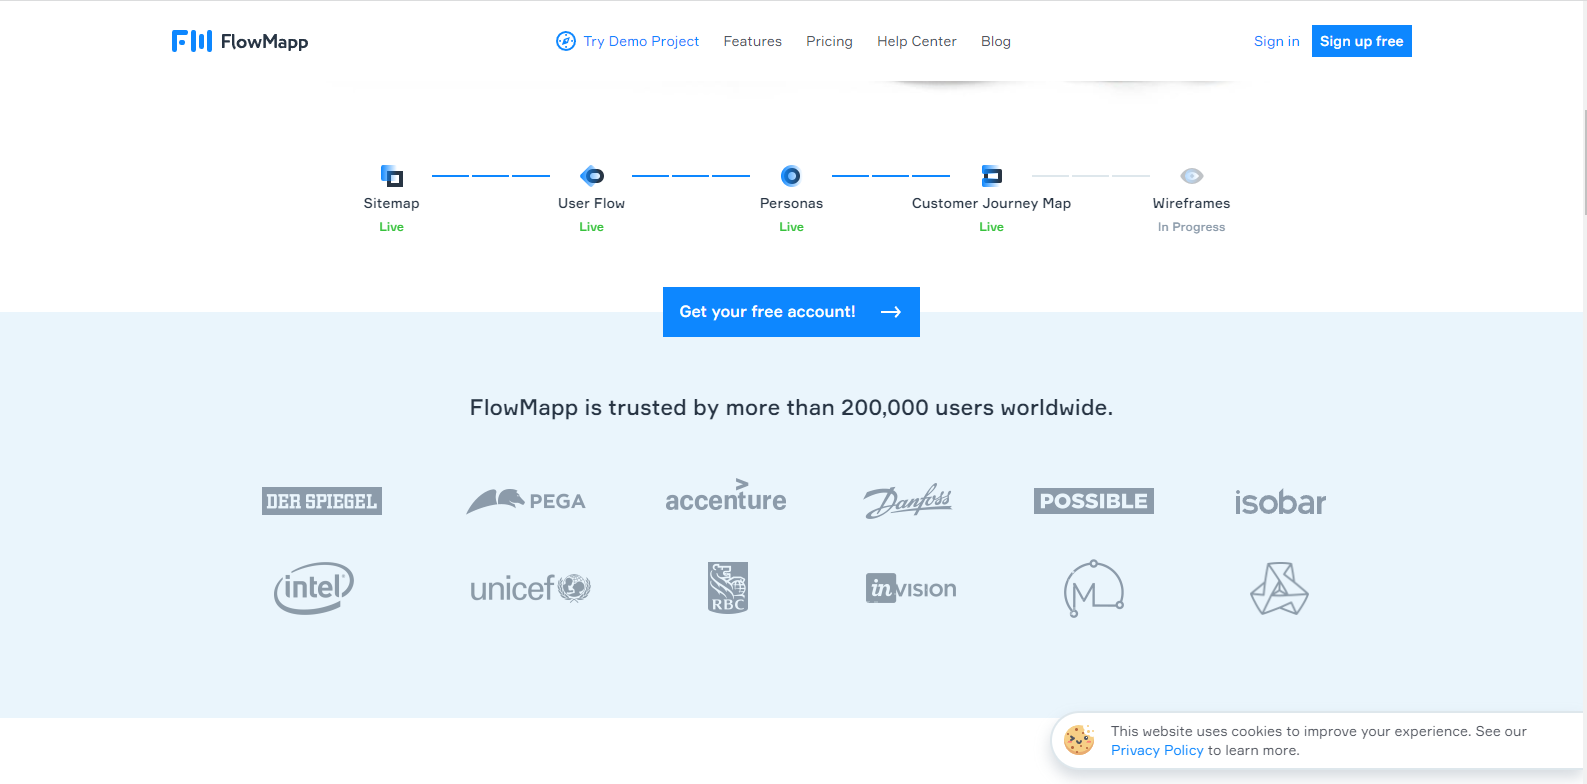 FlowMapp
Try Demo Project
Features
Pricing
Help Center
Blog
Sign in
Sign up free
Sitemap
User Flow
Personas
Customer Journey Map
Wireframes
Live
Live
Live
Live
In Progress
Get your free account!
FlowMapp is trusted by more than 200,000 users worldwide.
DER SPIEGEL
PEGA
accenture
Danfoss
POSSIBLE
isobar
intel
unicef
RBC
inVISION
M
This website uses cookies to improve your experience. See our
Privacy Policy to learn more.